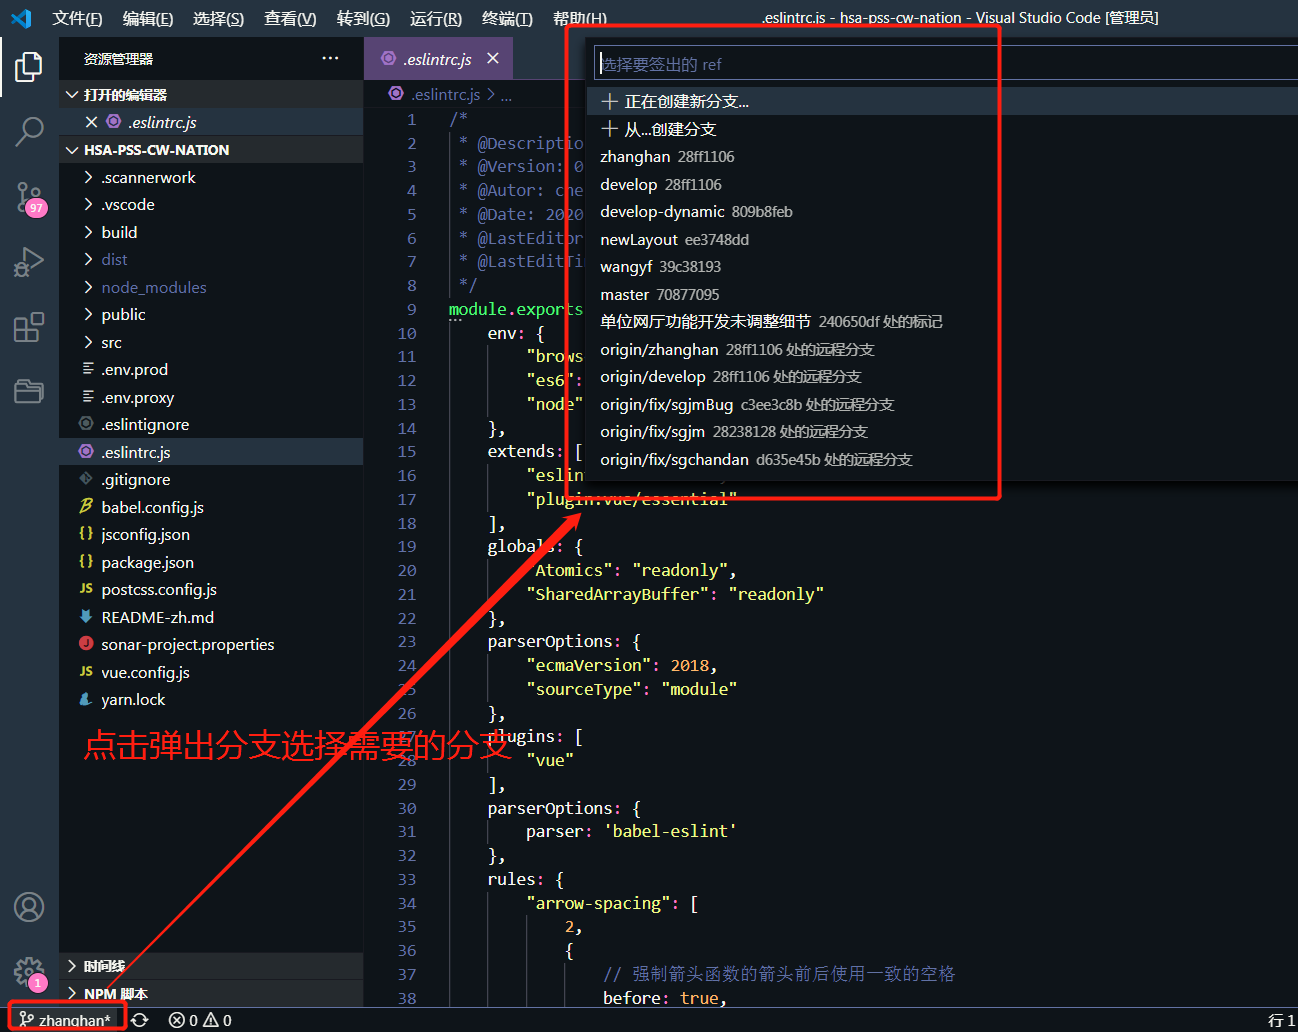 文件(F) 编辑(E) 选择(S) 查看(V) 转到(G) 运行(R) 终端(T) 帮助(H) .eslintrc.js - hsa-pss-cw-nation - Visual Studio Code [管理员]
资源管理器 ···
打开的编辑器
.eslintrc.js
HSA-PSS-CW-NATION
.scannerwork
.vscode
build
dist
node_modules
public
src
.env.prod
.env.proxy
.eslintignore
.eslintrc.js
.gitignore
babel.config.js
jsconfig.json
package.json
postcss.config.js
README-zh.md
sonar-project.properties
vue.config.js
yarn.lock
时间线
NPM 脚本
97
1
.eslintrc.js
.eslintrc.js > ...
1 /*
2 * @Descriptio
3 * @Version: 0
4 * @Autor: che
5 * @Date: 2020
6 * @LastEditor
7 * @LastEditTi
8 */
9 module.exports
10 env: {
11 "brows
12 "es6":
13 "node"
14 },
15 extends: [
16 "eslin
17 "plugin:vue/essential"
18 ],
19 globals: {
20 "Atomics": "readonly",
21 "SharedArrayBuffer": "readonly"
22 },
23 parserOptions: {
24 "ecmaVersion": 2018,
25 "sourceType": "module"
26 },
27 plugins: [
28 "vue"
29 ],
30 parserOptions: {
31 parser: 'babel-eslint'
32 },
33 rules: {
34 "arrow-spacing": [
35 2,
36 {
37 // 强制箭头函数的箭头前后使用一致的空格
38 before: true,
选择要签出的 ref
正在创建新分支...
从...创建分支
zhanghan 28ff1106
develop 28ff1106
develop-dynamic 809b8feb
newLayout ee3748dd
wangyf 39c38193
master 70877095
单位网厅功能开发未调整细节 240650df 处的标记
origin/zhanghan 28ff1106 处的远程分支
origin/develop 28ff1106 处的远程分支
origin/fix/sgjmBug c3ee3c8b 处的远程分支
origin/fix/sgjm 28238128 处的远程分支
origin/fix/sgchandan d635e45b 处的远程分支
点击弹出分支选择需要的分支
zhanghan* 0 0 行 1